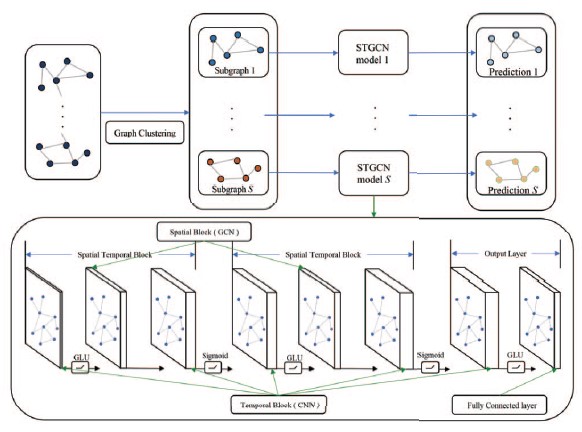 Subgraph 1
STGCN
model 1
Prediction 1
Graph Clustering
Subgraph S
STGCN
model S
Prediction S
Spatial Block ( GCN )
Spatial Temporal Block
Spatial Temporal Block
Output Layer
GLU
Sigmoid
GLU
Sigmoid
GLU
Temporal Block ( CNN )
Fully Connected layer